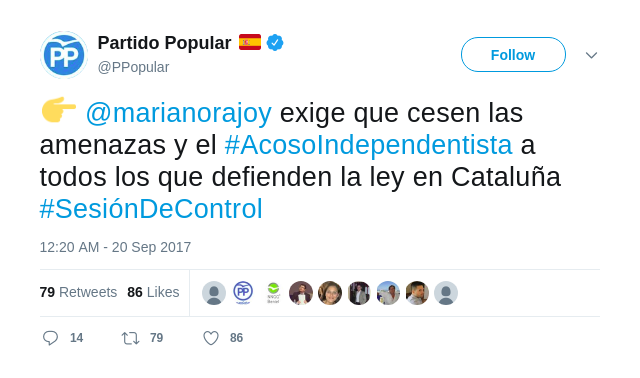 Partido Popular
@PPopular
Follow
@marianorajoy exige que cesen las
amenazas y el #AcosoIndependentista a
todos los que defienden la ley en Cataluña
#SesiónDeControl
12:20 AM - 20 Sep 2017
79 Retweets 86 Likes
14 79 86